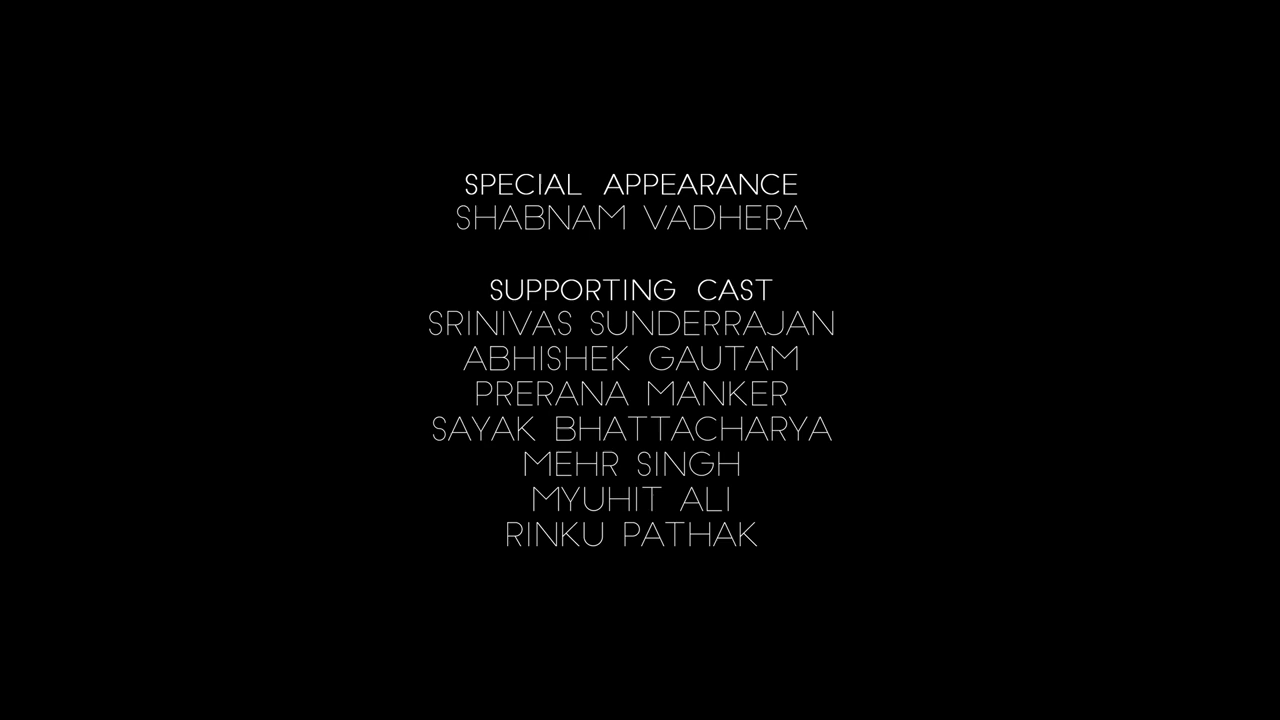 SPECIAL APPEARANCE
SHABNAM VADHERA
SUPPORTING CAST
SRINIVAS SUNDERRAJAN
ABHISHEK GAUTAM
PRERANA MANKER
SAYAK BHATTACHARYA
MEHR SINGH
MYUHIT ALI
RINKU PATHAK